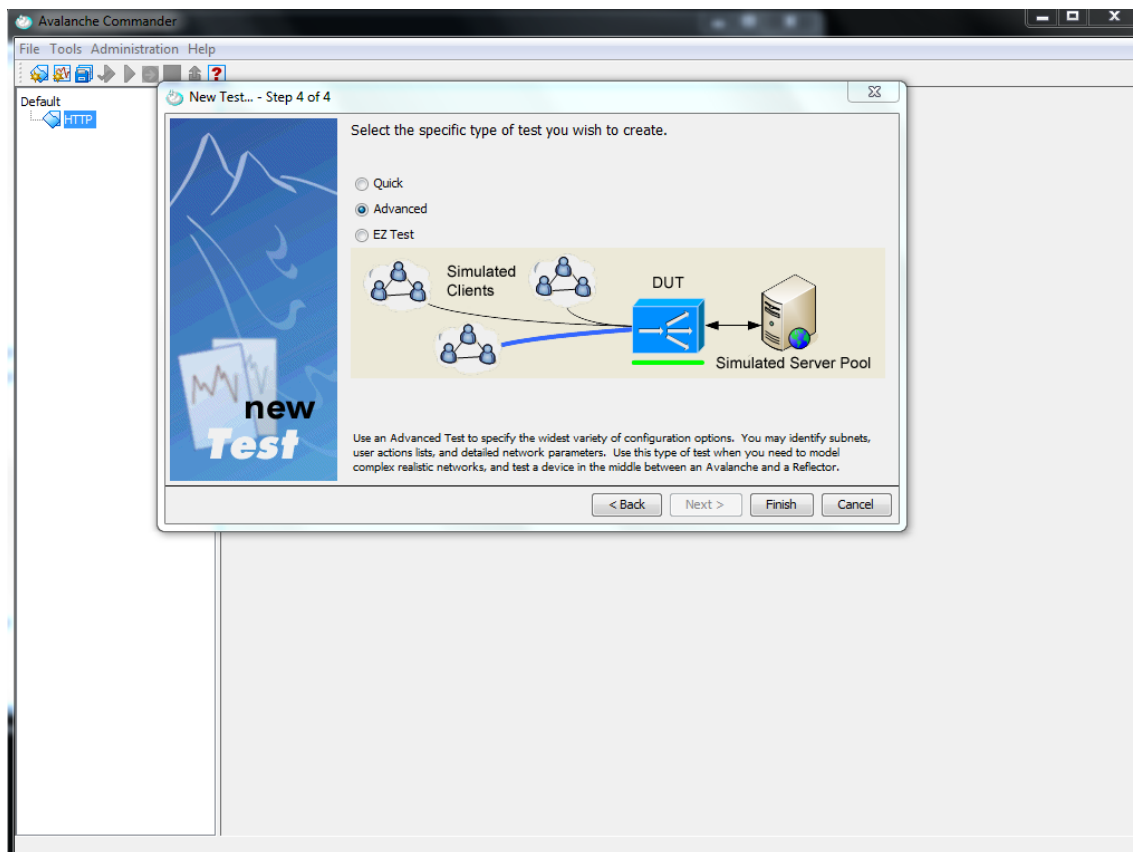 Avalanche Commander
File Tools Administration Help
Default
HTTP
New Test... - Step 4 of 4
Select the specific type of test you wish to create.
Quick
Advanced
EZ Test
Simulated
Clients
DUT
Simulated Server Pool
new
Test
Use an Advanced Test to specify the widest variety of configuration options. You may identify subnets,
user actions lists, and detailed network parameters. Use this type of test when you need to model
complex realistic networks, and test a device in the middle between an Avalanche and a Reflector.
< Back Next > Finish Cancel